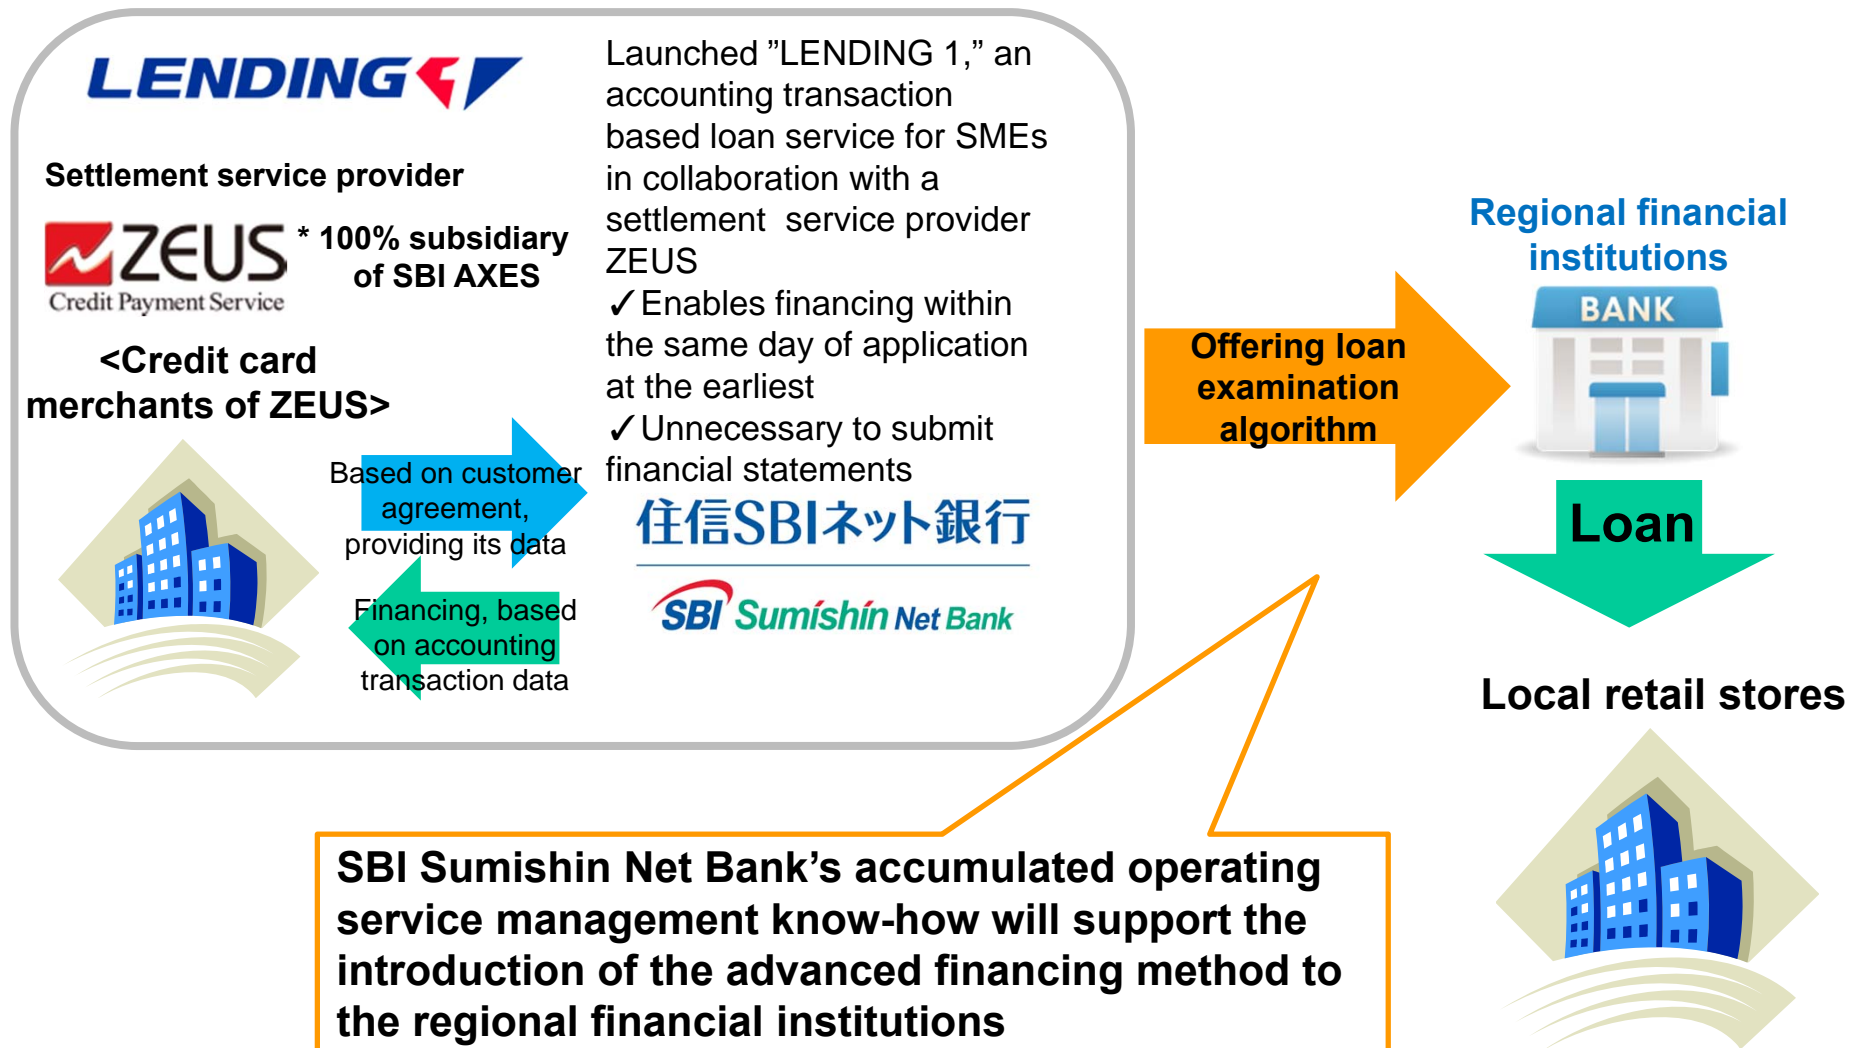 LENDING
Settlement service provider
ZEUS
Credit Payment Service
* 100% subsidiary
of SBI AXES
<Credit card
merchants of ZEUS>
Based on customer
agreement,
providing its data
Financing, based
on accounting
transaction data
Launched ”LENDING 1,” an
accounting transaction
based loan service for SMEs
in collaboration with a
settlement service provider
ZEUS
✓Enables financing within
the same day of application
at the earliest
✓Unnecessary to submit
financial statements
住信SBIネット銀行
SBI Sumishin Net Bank
Offering loan
examination
algorithm
Regional financial
institutions
BANK
Loan
Local retail stores
SBI Sumishin Net Bank’s accumulated operating
service management know-how will support the
introduction of the advanced financing method to
the regional financial institutions